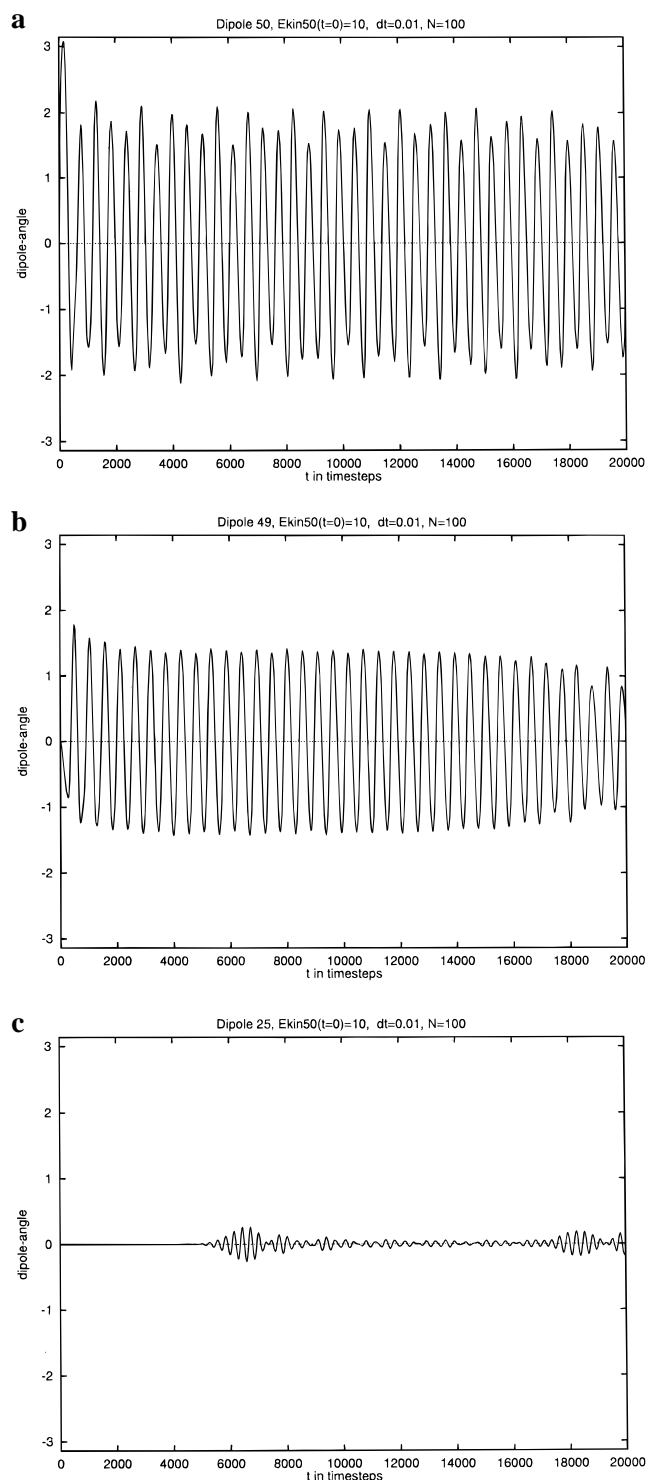 a
Dipole 50, Ekin50(t=0)=10, dt=0.01, N=100
3
2
1
0
-1
-2
-3
dipole-angle
0 2000 4000 6000 8000 10000 12000 14000 16000 18000 20000
t in timesteps
b
Dipole 49, Ekin50(t=0)=10, dt=0.01, N=100
3
2
1
0
-1
-2
-3
dipole-angle
0 2000 4000 6000 8000 10000 12000 14000 16000 18000 20000
t in timesteps
c
Dipole 25, Ekin50(t=0)=10, dt=0.01, N=100
3
2
1
0
-1
-2
-3
dipole-angle
0 2000 4000 6000 8000 10000 12000 14000 16000 18000 20000
t in timesteps